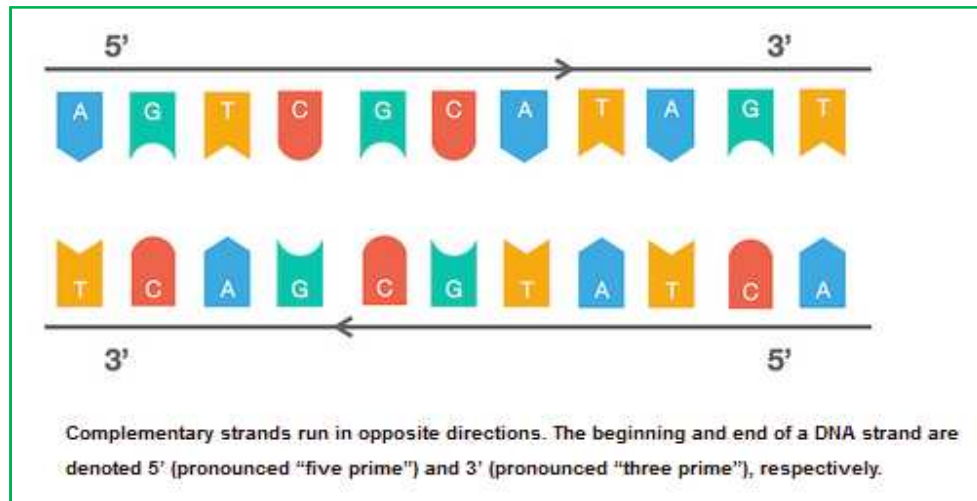 5’ 3’
A G T C G C A T A G T
T C A G C G T A T C A
3’ 5’
Complementary strands run in opposite directions. The beginning and end of a DNA strand are
denoted 5’ (pronounced “five prime”) and 3’ (pronounced “three prime”), respectively.